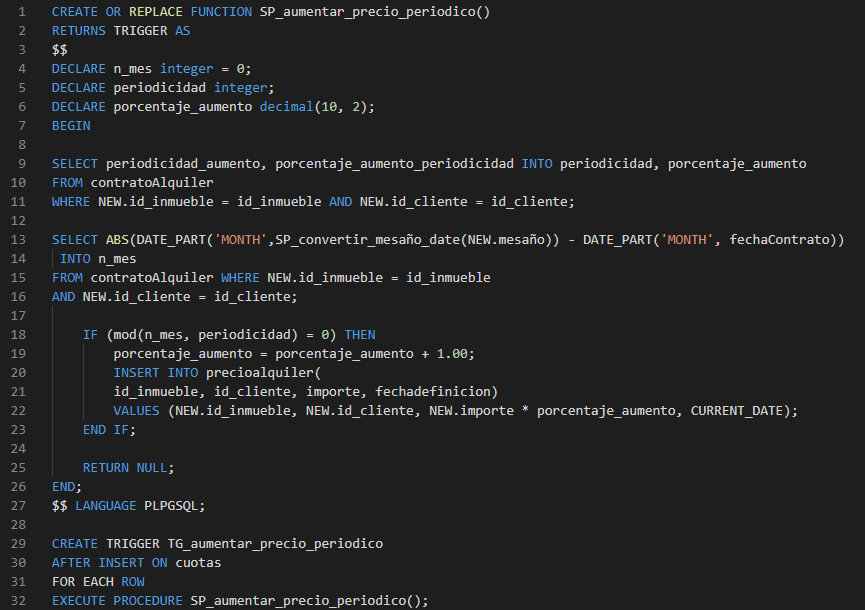 1 CREATE OR REPLACE FUNCTION SP_aumentar_precio_periodico()
2 RETURNS TRIGGER AS
3 $$
4 DECLARE n_mes integer = 0;
5 DECLARE periodicidad integer;
6 DECLARE porcentaje_aumento decimal(10, 2);
7 BEGIN
8
9 SELECT periodicidad_aumento, porcentaje_aumento_periodicidad INTO periodicidad, porcentaje_aumento
10 FROM contratoAlquiler
11 WHERE NEW.id_inmueble = id_inmueble AND NEW.id_cliente = id_cliente;
12
13 SELECT ABS(DATE_PART('MONTH',SP_convertir_mesaño_date(NEW.mesaño)) - DATE_PART('MONTH', fechaContrato))
14 INTO n_mes
15 FROM contratoAlquiler WHERE NEW.id_inmueble = id_inmueble
16 AND NEW.id_cliente = id_cliente;
17
18 IF (mod(n_mes, periodicidad) = 0) THEN
19 porcentaje_aumento = porcentaje_aumento + 1.00;
20 INSERT INTO precioalquiler(
21 id_inmueble, id_cliente, importe, fechadefinicion)
22 VALUES (NEW.id_inmueble, NEW.id_cliente, NEW.importe * porcentaje_aumento, CURRENT_DATE);
23 END IF;
24
25 RETURN NULL;
26 END;
27 $$ LANGUAGE PLPGSQL;
28
29 CREATE TRIGGER TG_aumentar_precio_periodico
30 AFTER INSERT ON cuotas
31 FOR EACH ROW
32 EXECUTE PROCEDURE SP_aumentar_precio_periodico();